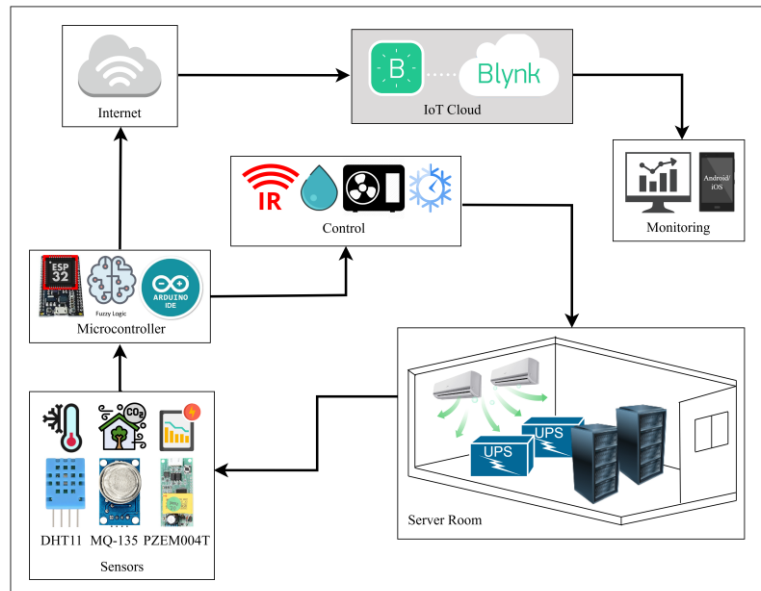 Internet
B
Blynk
IoT Cloud
Android/
iOS
Monitoring
IR
Control
ESP
32
Fuzzy Logic
ARDUINO
IDE
Microcontroller
CO2
DHT11 MQ-135 PZEM004T
Sensors
UPS
UPS
Server Room